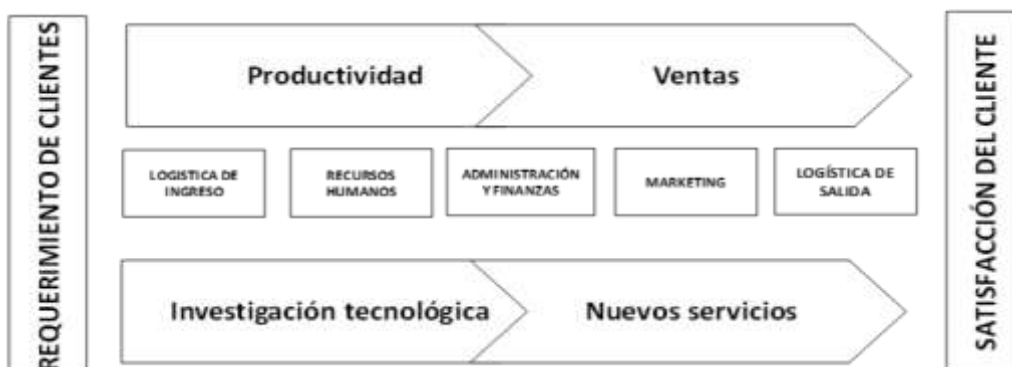 REQUERIMIENTO DE CLIENTES
Productividad
Ventas
LOGISTICA DE
INGRESO
RECURSOS
HUMANOS
ADMINISTRACIÓN
Y FINANZAS
MARKETING
LOGÍSTICA DE
SALIDA
Investigación tecnológica
Nuevos servicios
SATISFACCIÓN DEL CLIENTE